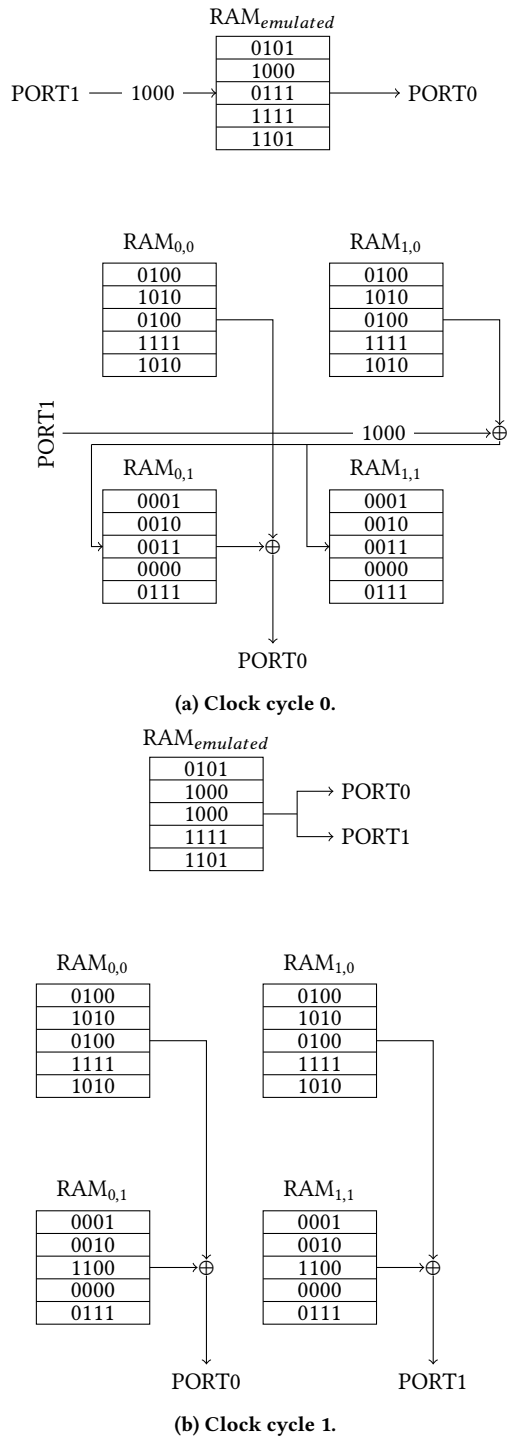 RAMemulated
0101
1000
PORT1 1000 0111 PORT0
1111
1101
RAM0,0 RAM1,0
0100 0100
1010 1010
0100 0100
1111 1111
1010 1010
PORT1 1000 ⊕
RAM0,1 RAM1,1
0001 0001
0010 0010
0011 ⊕ 0011
0000 0000
0111 0111
PORT0
(a) Clock cycle 0.
RAMemulated
0101
1000 PORT0
1000
1111 PORT1
1101
RAM0,0 RAM1,0
0100 0100
1010 1010
0100 0100
1111 1111
1010 1010
RAM0,1 RAM1,1
0001 0001
0010 0010
1100 ⊕ 1100 ⊕
0000 0000
0111 0111
PORT0 PORT1
(b) Clock cycle 1.